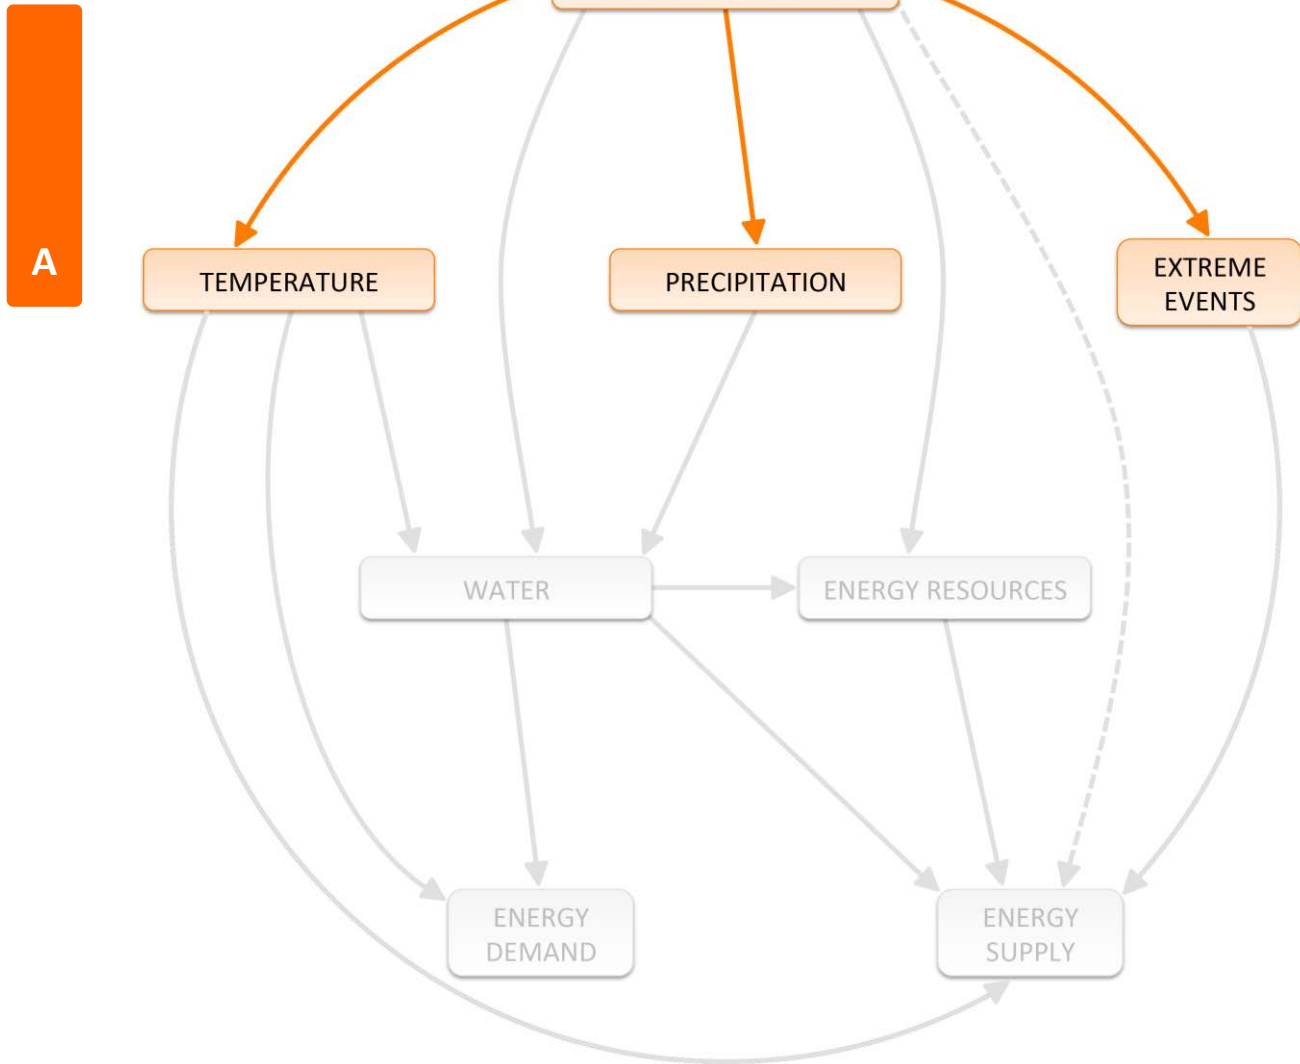 A
TEMPERATURE
PRECIPITATION
EXTREME
EVENTS
WATER
ENERGY RESOURCES
ENERGY
DEMAND
ENERGY
SUPPLY